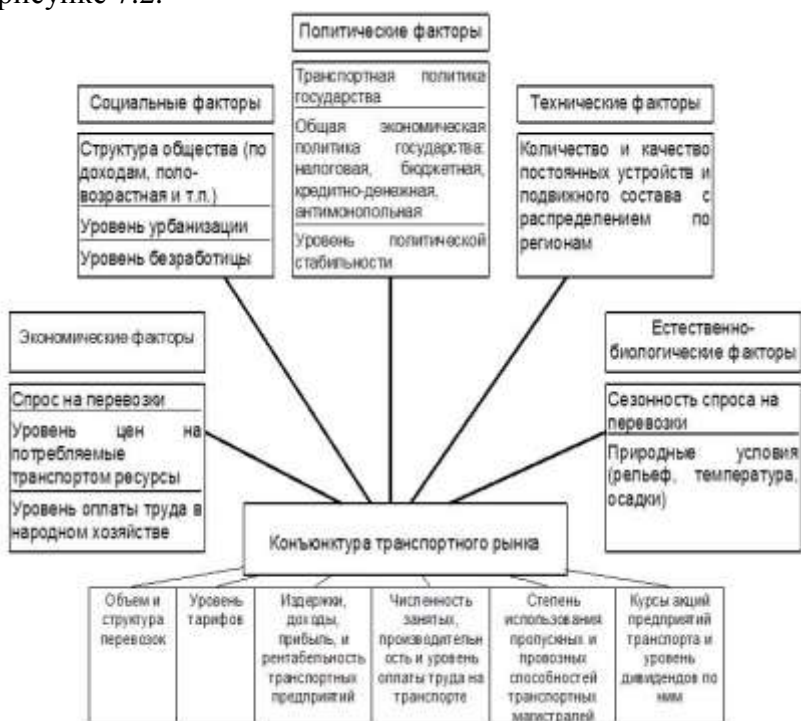 рисунке 7.2.
Политические факторы
Транспортная политика
государства
Общая экономическая
политика государства:
налоговая, бюджетная,
кредитно-денежная,
антимонопольная
Уровень политической
стабильности
Социальные факторы
Структура общества (по
доходам, поло-
возрастная и т.п.)
Уровень урбанизации
Уровень безработицы
Технические факторы
Количество и качество
постоянных устройств и
подвижного состава с
распределением по
регионам
Экономические факторы
Спрос на перевозки
Уровень цен на
потребляемые
транспортом ресурсы
Уровень оплаты труда в
народном хозяйстве
Естественно-
биологические факторы
Сезонность спроса на
перевозки
Природные условия
(рельеф, температура,
осадки)
Конъюнктура транспортного рынка
Объем и
структура
перевозок
Уровень
тарифов
Издержки,
доходы,
прибыль, и
рентабельность
транспортных
предприятий
Численность
занятых,
производительн
ость и уровень
оплаты труда на
транспорте
Степень
использования
пропускных и
провозных
способностей
транспортных
магистралей
Курсы акций
предприятий
транспорта и
уровень
дивидендов по
ним